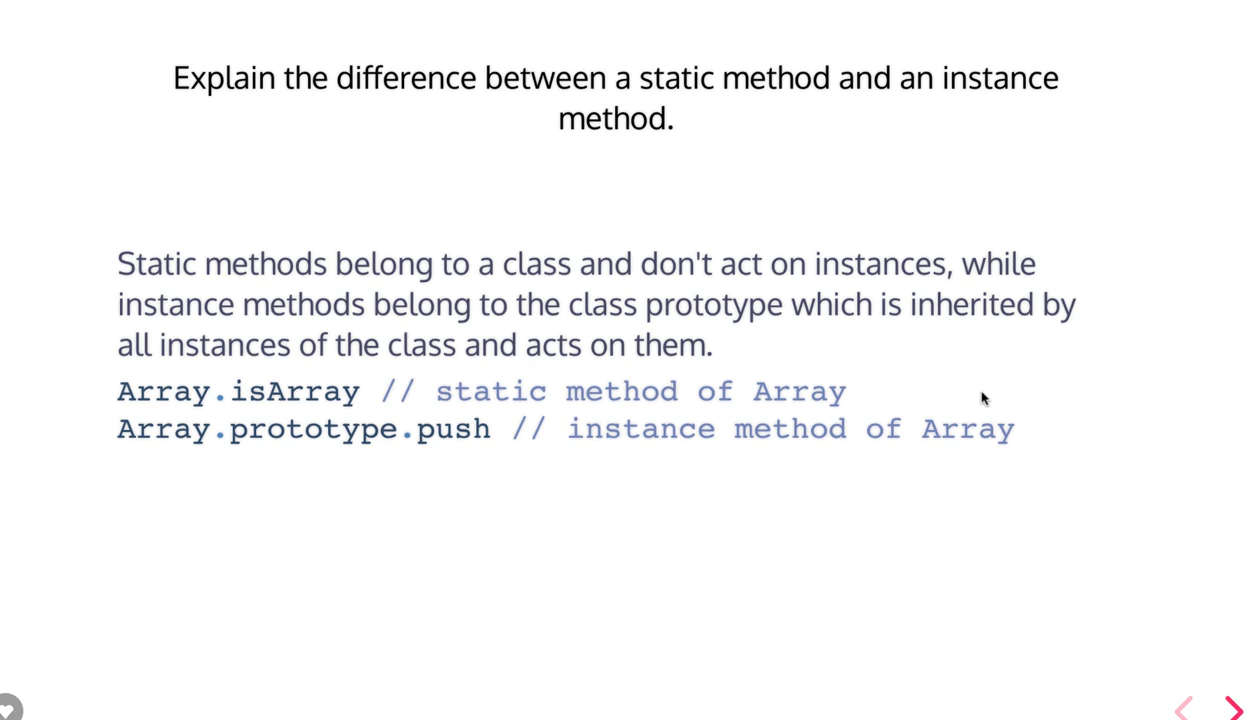 Explain the difference between a static method and an instance
method.
Static methods belong to a class and don't act on instances, while
instance methods belong to the class prototype which is inherited by
all instances of the class and acts on them.
Array.isArray // static method of Array
Array.prototype.push // instance method of Array